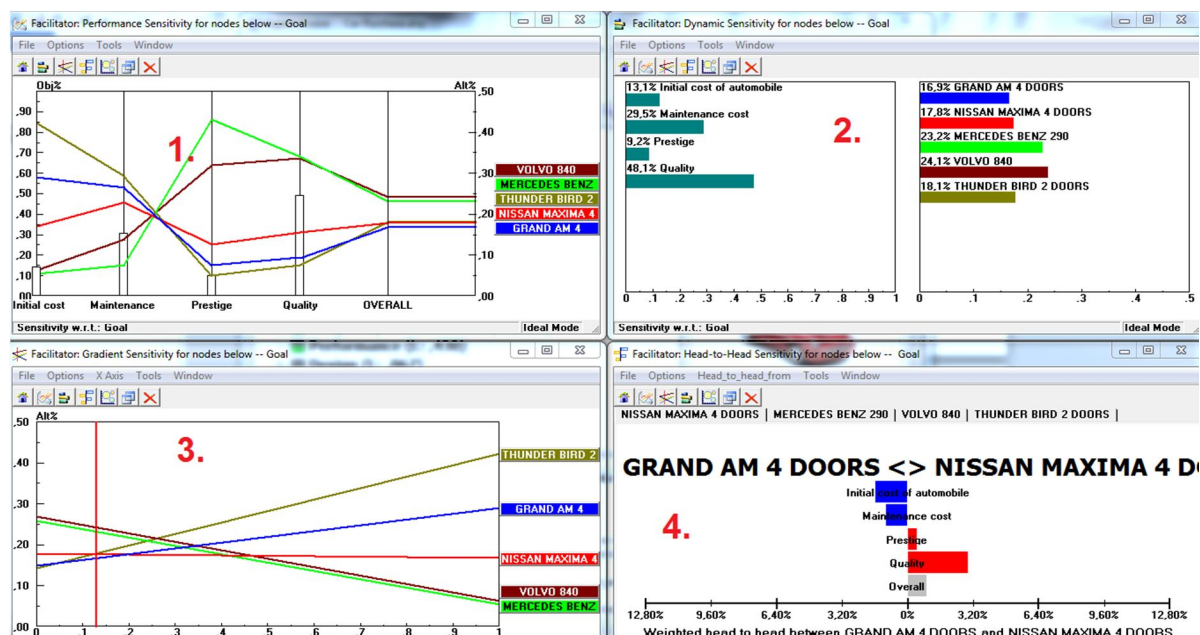 Facilitator: Performance Sensitivity for nodes below -- Goal
File Options Tools Window
Obj% Alt%
,90
,80
,70
,60
,50
,40
,30
,20
,10
,00
,50
,40
,30
,20
,10
,00
1.
VOLVO 840
MERCEDES BENZ
THUNDER BIRD 2
NISSAN MAXIMA 4
GRAND AM 4
Initial cost Maintenance Prestige Quality OVERALL
Sensitivity w.r.t.: Goal Ideal Mode
Facilitator: Dynamic Sensitivity for nodes below -- Goal
File Options Tools Window
13,1% Initial cost of automobile
29,5% Maintenance cost
9,2% Prestige
48,1% Quality
2.
16,9% GRAND AM 4 DOORS
17,8% NISSAN MAXIMA 4 DOORS
23,2% MERCEDES BENZ 290
24,1% VOLVO 840
18,1% THUNDER BIRD 2 DOORS
0 .1 .2 .3 .4 .5 .6 .7 .8 .9 1
0 .1 .2 .3 .4 .5
Sensitivity w.r.t.: Goal Ideal Mode
Facilitator: Gradient Sensitivity for nodes below -- Goal
File Options X Axis Tools Window
Alt%
,50
,40
,30
,20
,10
,00
3.
THUNDER BIRD 2
GRAND AM 4
NISSAN MAXIMA 4
VOLVO 840
MERCEDES BENZ
0 .1 .2 .3 .4 .5 .6 .7 .8 .9 1
Facilitator: Head-to-Head Sensitivity for nodes below -- Goal
File Options Head_to_head_from Tools Window
NISSAN MAXIMA 4 DOORS | MERCEDES BENZ 290 | VOLVO 840 | THUNDER BIRD 2 DOORS |
GRAND AM 4 DOORS <> NISSAN MAXIMA 4 DO
4.
Initial cost of automobile
Maintenance cost
Prestige
Quality
Overall
12,80% 9,60% 6,40% 3,20% 0% 3,20% 6,40% 9,60% 12,80%
Weighted head to head between GRAND AM 4 DOORS and NISSAN MAXIMA 4 DOORS